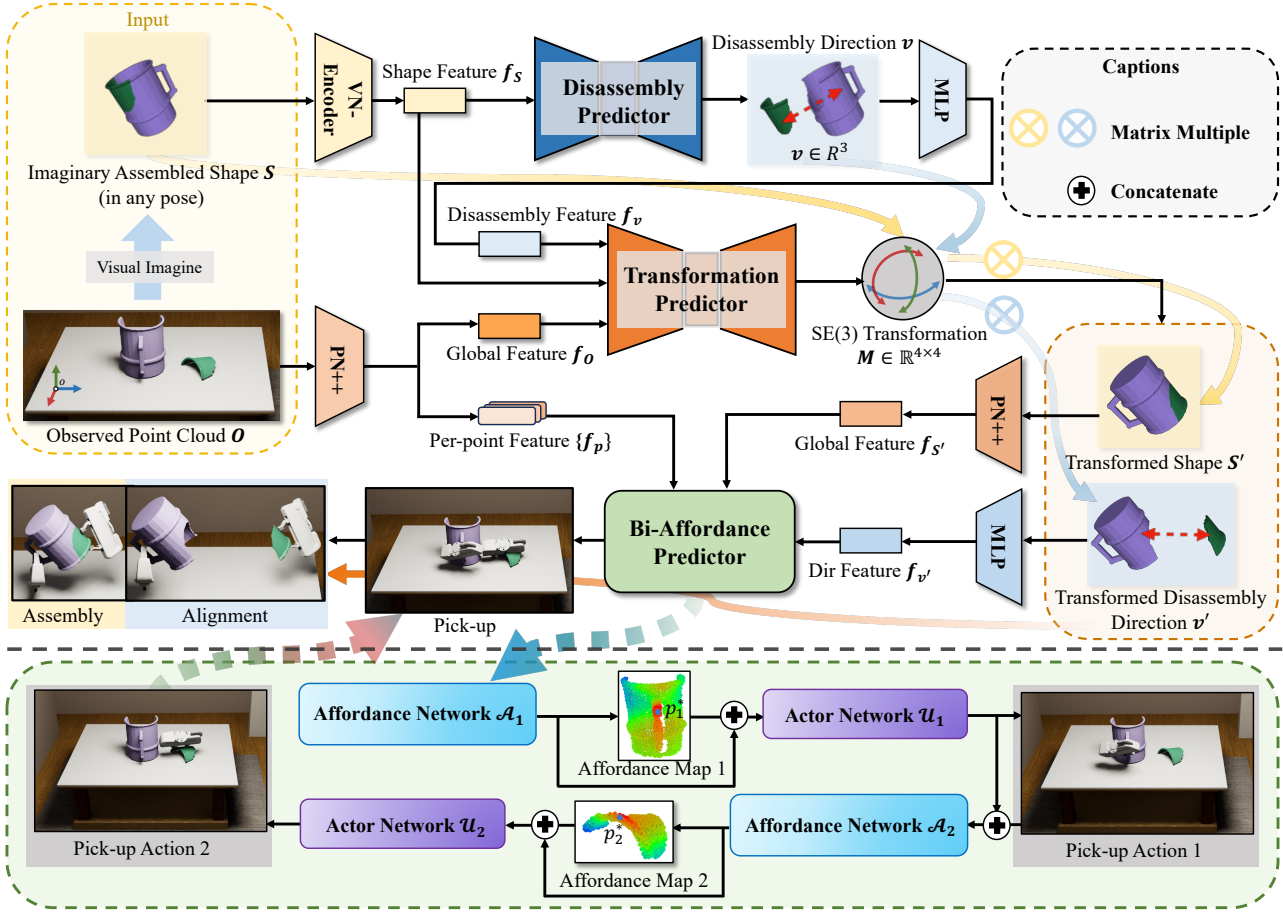 Input
Imaginary Assembled Shape S
(in any pose)
Visual Imagine
O
Observed Point Cloud O
VN-
Encoder
Shape Feature f_S
Disassembly
Predictor
Disassembly Direction v
v ∈ R^3
MLP
Captions
Matrix Multiple
Concatenate
Disassembly Feature f_v
Transformation
Predictor
PN++
Global Feature f_O
Per-point Feature {f_p}
SE(3) Transformation
M ∈ ℝ^{4×4}
PN++
Global Feature f_{S'}
Transformed Shape S'
Bi-Affordance
Predictor
MLP
Dir Feature f_{v'}
Transformed Disassembly
Direction v'
Assembly
Alignment
Pick-up
Affordance Network 𝒜_1
p_1^*
Affordance Map 1
Actor Network 𝒰_1
Pick-up Action 1
Affordance Network 𝒜_2
p_2^*
Affordance Map 2
Actor Network 𝒰_2
Pick-up Action 2